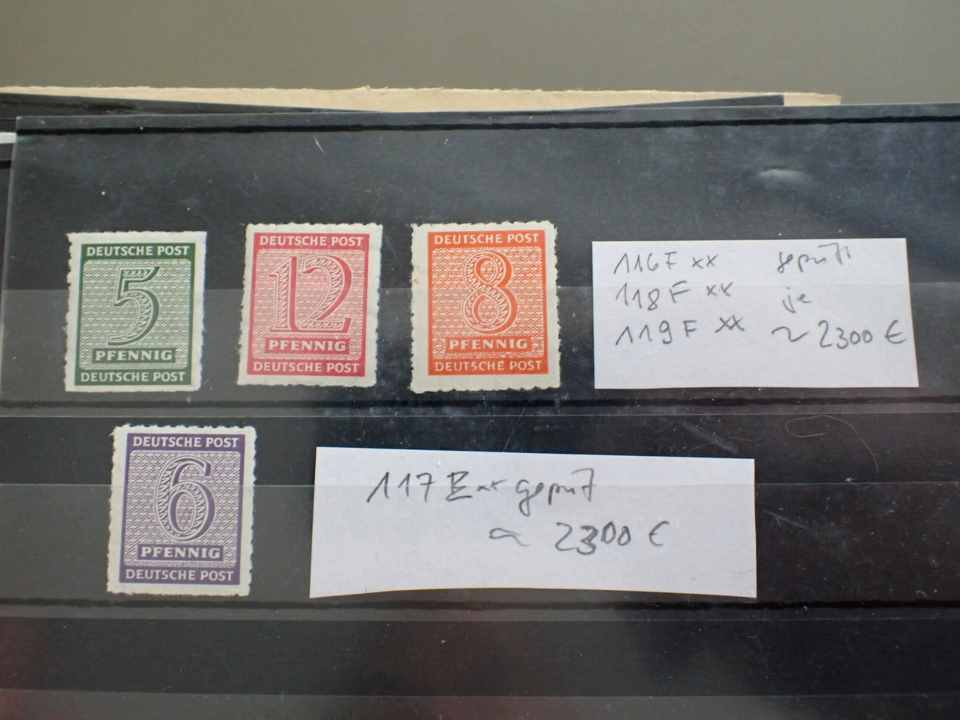 DEUTSCHE POST
5
PFENNIG
DEUTSCHE POST
DEUTSCHE POST
12
PFENNIG
DEUTSCHE POST
DEUTSCHE POST
8
PFENNIG
DEUTSCHE POST
116F xx geprüft
118F xx je
119F xx ~ 2300 €
DEUTSCHE POST
6
PFENNIG
DEUTSCHE POST
117 xx geprüft
~ 2300 €